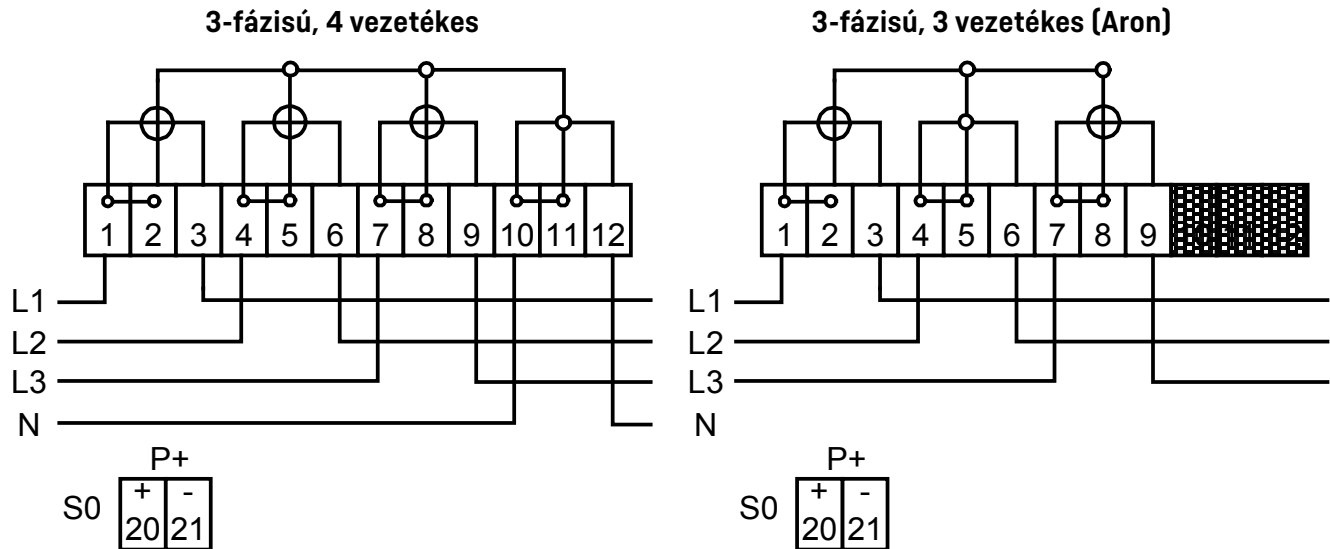 3-fázisú, 4 vezetékes
1 2 3 4 5 6 7 8 9 10 11 12
L1
L2
L3
N
P+
S0
+ -
20 21
3-fázisú, 3 vezetékes (Aron)
1 2 3 4 5 6 7 8 9
L1
L2
L3
N
P+
S0
+ -
20 21